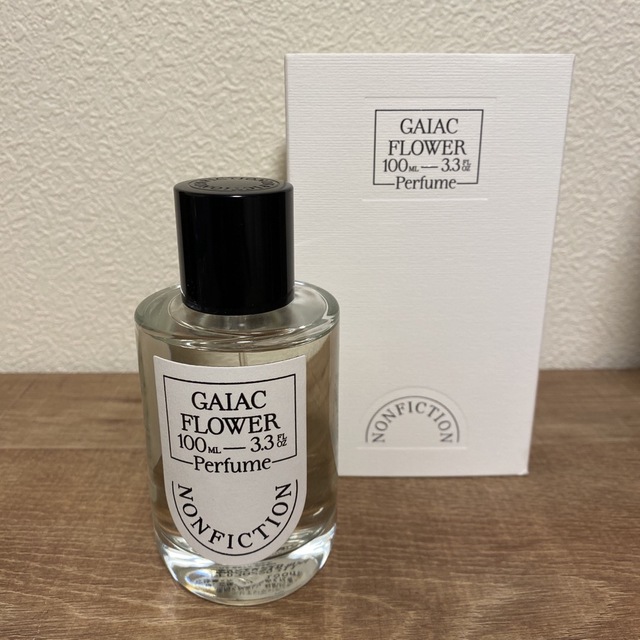 GAIAC
FLOWER
100ML — 3.3 FL OZ
Perfume
NONFICTION
GAIAC
FLOWER
100ML — 3.3 FL OZ
Perfume
NONFICTION